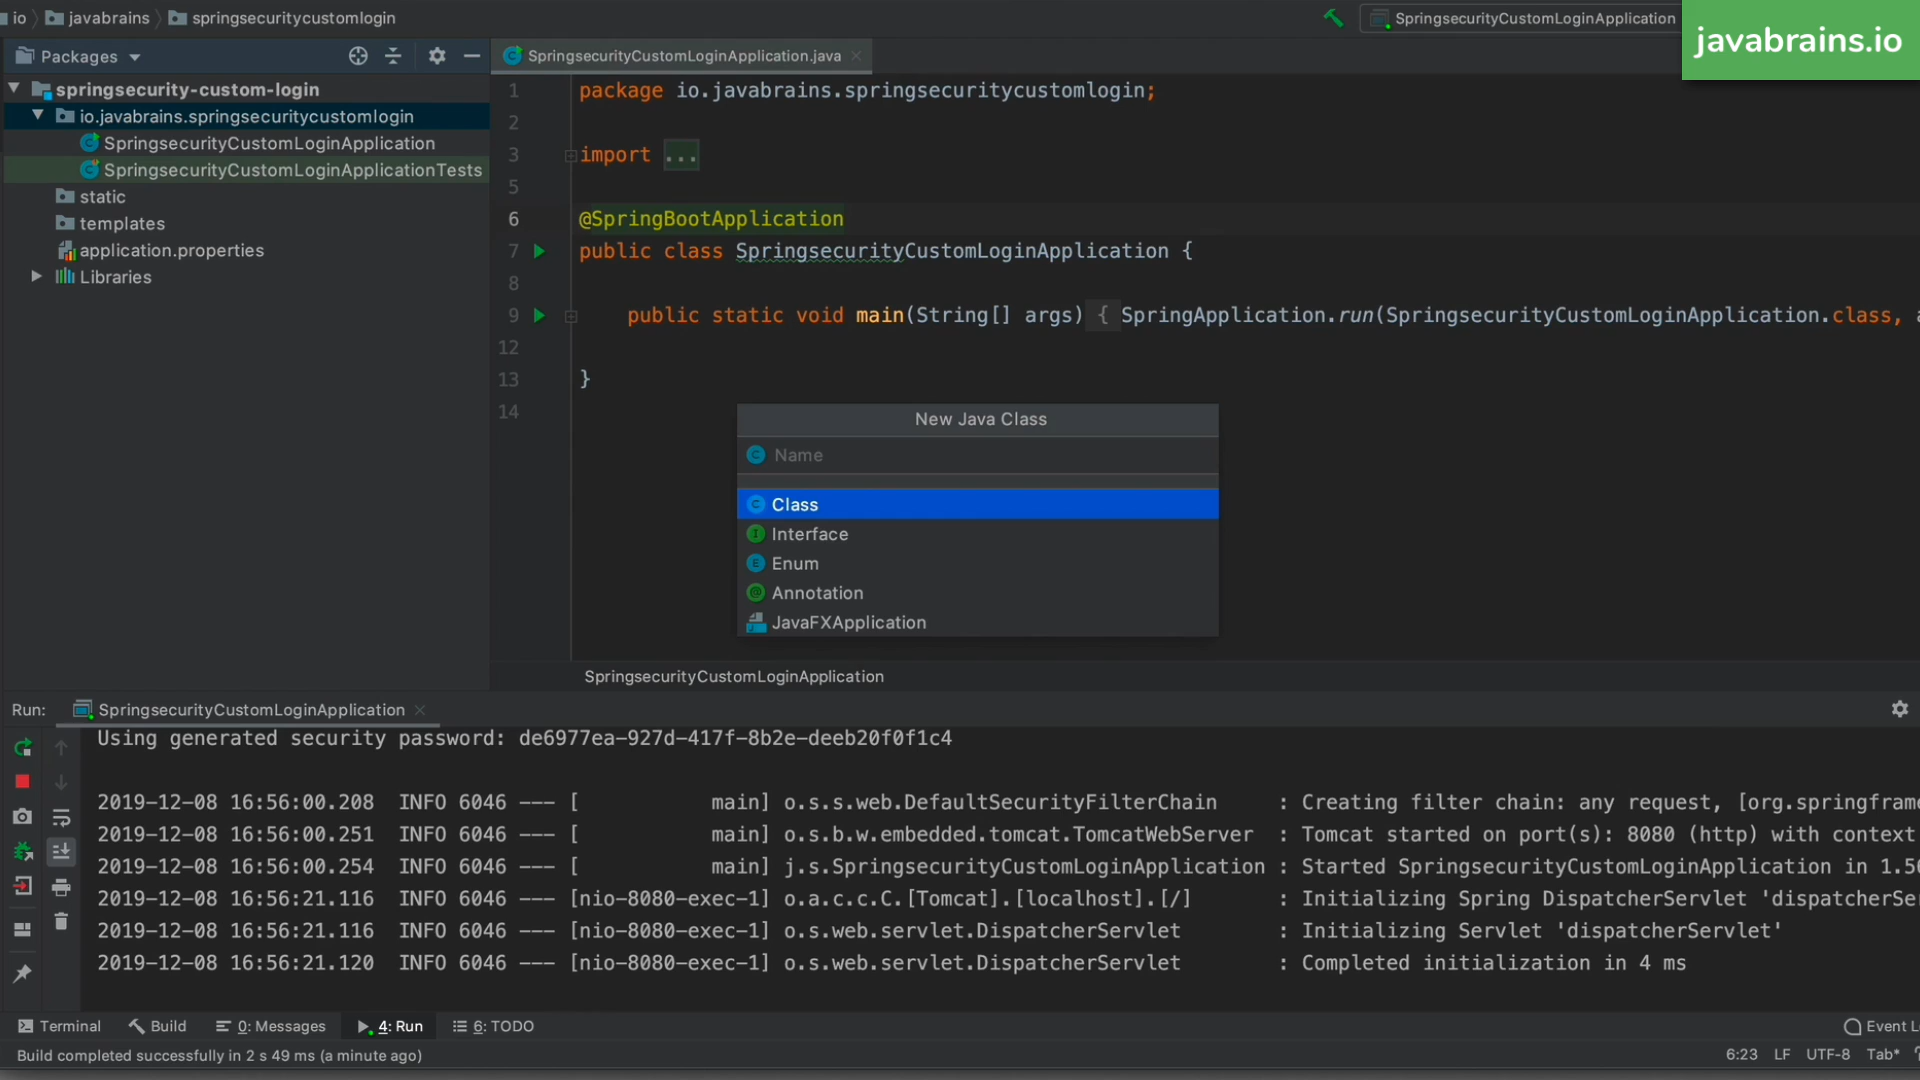 io javabrains springsecuritycustomlogin
SpringsecurityCustomLoginApplication
javabrains.io
Packages
SpringsecurityCustomLoginApplication.java
springsecurity-custom-login
io.javabrains.springsecuritycustomlogin
SpringsecurityCustomLoginApplication
SpringsecurityCustomLoginApplicationTests
static
templates
application.properties
Libraries
1 package io.javabrains.springsecuritycustomlogin;
2
3 import ...
5
6 @SpringBootApplication
7 public class SpringsecurityCustomLoginApplication {
8
9 public static void main(String[] args) { SpringApplication.run(SpringsecurityCustomLoginApplication.class, a
12
13 }
14
New Java Class
Name
Class
Interface
Enum
Annotation
JavaFXApplication
SpringsecurityCustomLoginApplication
Run: SpringsecurityCustomLoginApplication
Using generated security password: de6977ea-927d-417f-8b2e-deeb20f0f1c4
2019-12-08 16:56:00.208 INFO 6046 --- [ main] o.s.s.web.DefaultSecurityFilterChain : Creating filter chain: any request, [org.springframe
2019-12-08 16:56:00.251 INFO 6046 --- [ main] o.s.b.w.embedded.tomcat.TomcatWebServer : Tomcat started on port(s): 8080 (http) with context
2019-12-08 16:56:00.254 INFO 6046 --- [ main] j.s.SpringsecurityCustomLoginApplication : Started SpringsecurityCustomLoginApplication in 1.50
2019-12-08 16:56:21.116 INFO 6046 --- [nio-8080-exec-1] o.a.c.c.C.[Tomcat].[localhost].[/] : Initializing Spring DispatcherServlet 'dispatcherSer
2019-12-08 16:56:21.116 INFO 6046 --- [nio-8080-exec-1] o.s.web.servlet.DispatcherServlet : Initializing Servlet 'dispatcherServlet'
2019-12-08 16:56:21.120 INFO 6046 --- [nio-8080-exec-1] o.s.web.servlet.DispatcherServlet : Completed initialization in 4 ms
Terminal Build 0: Messages 4: Run 6: TODO Event Lo
Build completed successfully in 2 s 49 ms (a minute ago) 6:23 LF UTF-8 Tab*